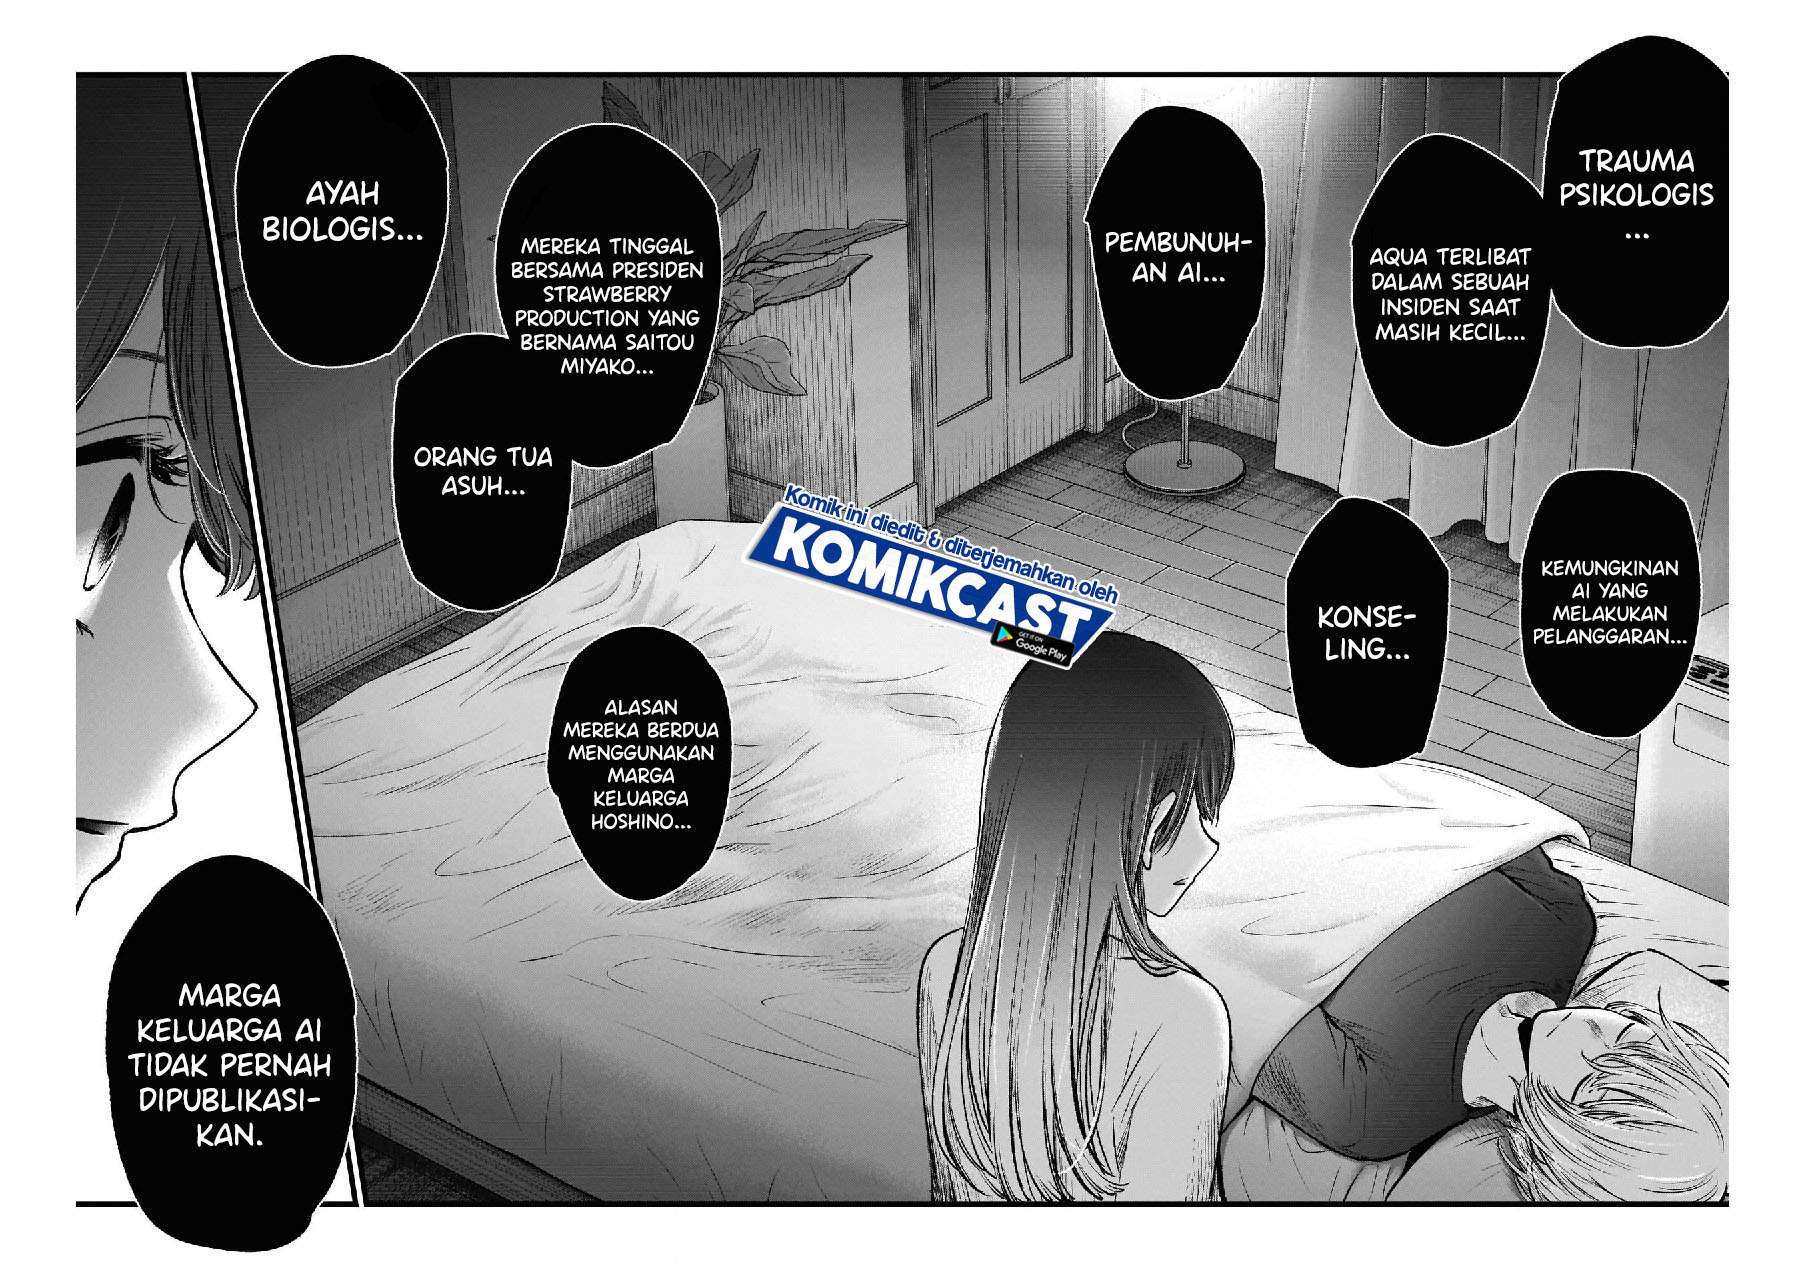 TRAUMA
PSIKOLOGIS
...
AQUA TERLIBAT
DALAM SEBUAH
INSIDEN SAAT
MASIH KECIL...
KEMUNGKINAN
AI YANG
MELAKUKAN
PELANGGARAN...
PEMBUNUH-
AN AI...
KONSE-
LING...
MEREKA TINGGAL
BERSAMA PRESIDEN
STRAWBERRY
PRODUCTION YANG
BERNAMA SAITOU
MIYAKO...
ORANG TUA
ASUH...
ALASAN
MEREKA BERDUA
MENGGUNAKAN
MARGA
KELUARGA
HOSHINO...
Komik ini diedit & diterjemahkan oleh
KOMIKCAST
GET IT ON
Google Play
AYAH
BIOLOGIS...
MARGA
KELUARGA AI
TIDAK PERNAH
DIPUBLIKASI-
KAN.